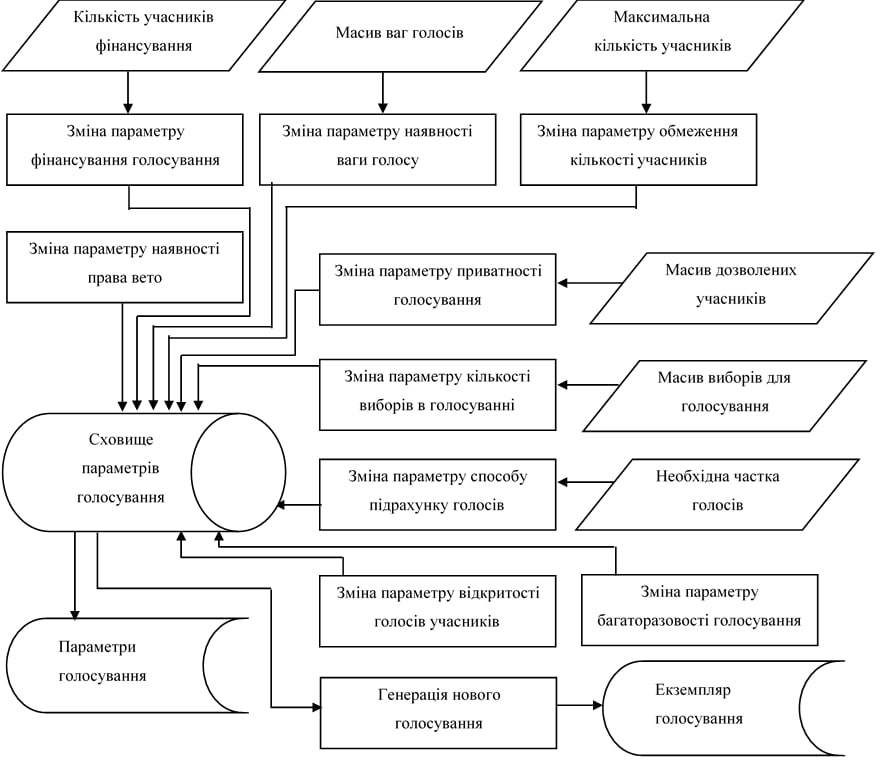 Кількість учасників
фінансування
Масив ваг голосів
Максимальна
кількість учасників
Зміна параметру
фінансування голосування
Зміна параметру наявності
ваги голосу
Зміна параметру обмеження
кількості учасників
Зміна параметру наявності
права вето
Зміна параметру приватності
голосування
Масив дозволених
учасників
Зміна параметру кількості
виборів в голосуванні
Масив виборів для
голосування
Сховище
параметрів
голосування
Зміна параметру способу
підрахунку голосів
Необхідна частка
голосів
Зміна параметру відкритості
голосів учасників
Зміна параметру
багаторазовості голосування
Параметри
голосування
Генерація нового
голосування
Екземпляр
голосування